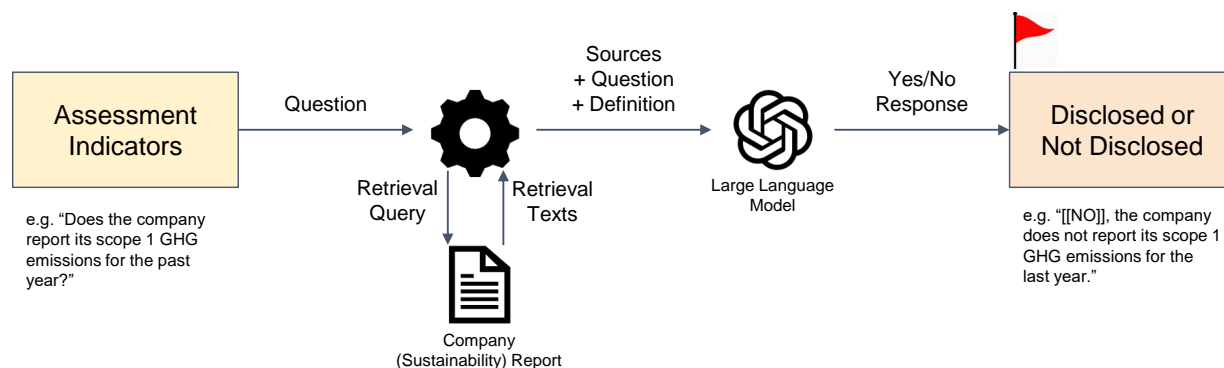 Assessment
Indicators
e.g. “Does the company
report its scope 1 GHG
emissions for the past
year?”
Question
Retrieval
Query
Retrieval
Texts
Company
(Sustainability) Report
Sources
+ Question
+ Definition
Large Language
Model
Yes/No
Response
Disclosed or
Not Disclosed
e.g. “[[NO]], the company
does not report its scope 1
GHG emissions for the
last year.”